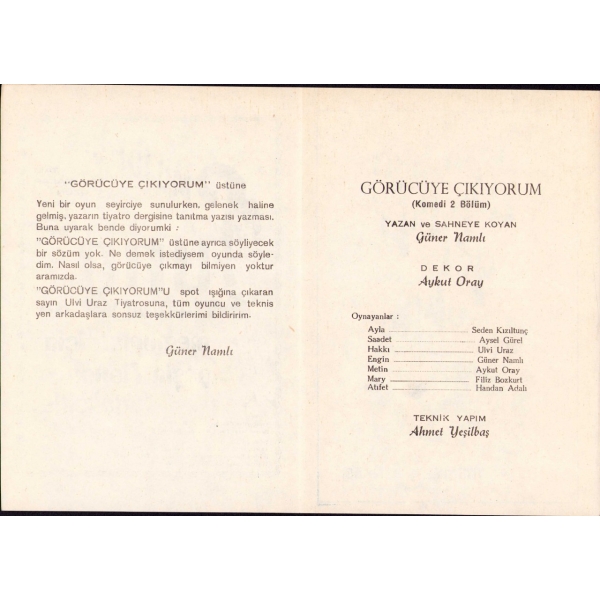 "GÖRÜCÜYE ÇIKIYORUM" üstüne
Yeni bir oyun seyirciye sunulurken, gelenek haline
gelmiş, yazarın tiyatro dergisine tanıtma yazısı yazması.
Buna uyarak bende diyorumki :
"GÖRÜCÜYE ÇIKIYORUM" üstüne ayrıca söyliyecek
bir sözüm yok. Ne demek istediysem oyunda söyle-
dim. Nasıl olsa, görücüye çıkmayı bilmiyen yoktur
aramızda.
"GÖRÜCÜYE ÇIKIYORUM"U spot ışığına çıkaran
sayın Ulvi Uraz Tiyatrosuna, tüm oyuncu ve teknis
yen arkadaşlara sonsuz teşekkürlerimi bildiririm.
Güner Namlı
GÖRÜCÜYE ÇIKIYORUM
(Komedi 2 Bölüm)
YAZAN ve SAHNEYE KOYAN
Güner Namlı
DEKOR
Aykut Oray
Oynayanlar :
Ayla Seden Kızıltunç
Saadet Aysel Gürel
Hakkı Ulvi Uraz
Engin Güner Namlı
Metin Aykut Oray
Mary Filiz Bozkurt
Atıfet Handan Adalı
TEKNİK YAPIM
Ahmet Yeşilbaş